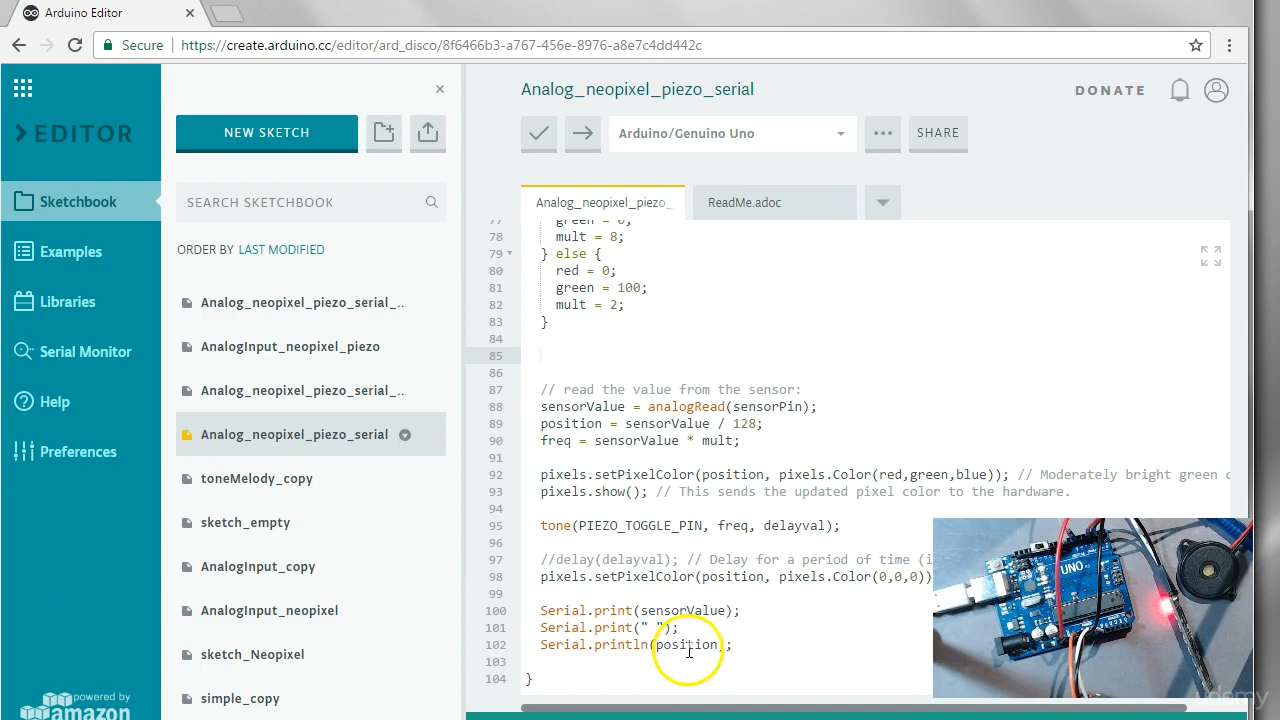 Arduino Editor
Secure
https://create.arduino.cc/editor/ard_disco/8f6466b3-a767-456e-8976-a8e7c4dd442c
EDITOR
Sketchbook
Examples
Libraries
Serial Monitor
Help
Preferences
powered by
amazon
NEW SKETCH
SEARCH SKETCHBOOK
ORDER BY LAST MODIFIED
Analog_neopixel_piezo_serial_..
AnalogInput_neopixel_piezo
Analog_neopixel_piezo_serial_..
Analog_neopixel_piezo_serial
toneMelody_copy
sketch_empty
AnalogInput_copy
AnalogInput_neopixel
sketch_Neopixel
simple_copy
Analog_neopixel_piezo_serial
DONATE
Arduino/Genuino Uno
SHARE
Analog_neopixel_piezo_
ReadMe.adoc
77 green = 0;
78 mult = 8;
79 } else {
80 red = 0;
81 green = 100;
82 mult = 2;
83 }
84
85
86
87 // read the value from the sensor:
88 sensorValue = analogRead(sensorPin);
89 position = sensorValue / 128;
90 freq = sensorValue * mult;
91
92 pixels.setPixelColor(position, pixels.Color(red,green,blue)); // Moderately bright green
93 pixels.show(); // This sends the updated pixel color to the hardware.
94
95 tone(PIEZO_TOGGLE_PIN, freq, delayval);
96
97 //delay(delayval); // Delay for a period of time (i
98 pixels.setPixelColor(position, pixels.Color(0,0,0))
99
100 Serial.print(sensorValue);
101 Serial.print(" ");
102 Serial.println(position);
103
104 }
UNO
udemy